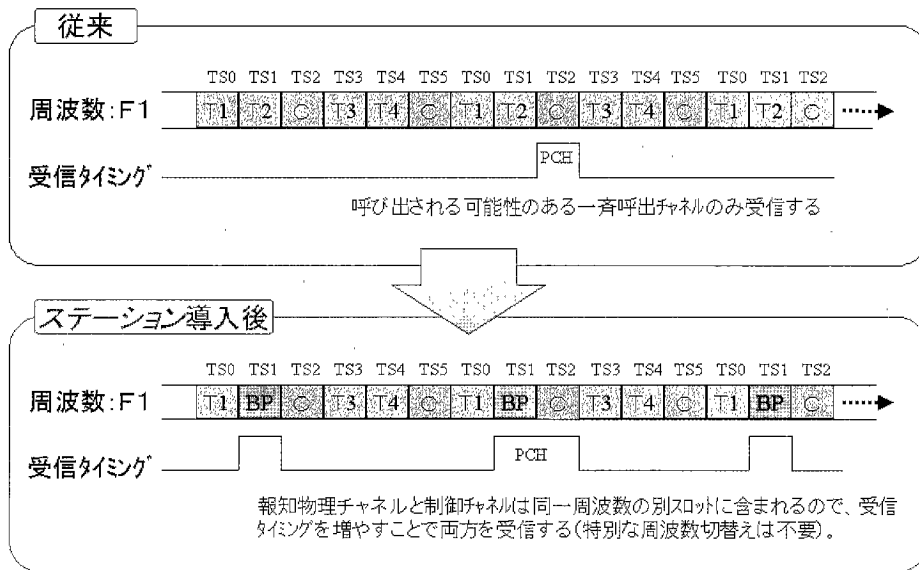 従来
TS0 TS1 TS2 TS3 TS4 TS5 TS0 TS1 TS2 TS3 TS4 TS5 TS0 TS1 TS2
周波数:F1 T1 T2 C T3 T4 C T1 T2 C T3 T4 C T1 T2 C
受信ﾀｲﾐﾝｸﾞ PCH
呼び出される可能性のある一斉呼出ﾁｬﾈﾙのみ受信する
ステーション導入後
TS0 TS1 TS2 TS3 TS4 TS5 TS0 TS1 TS2 TS3 TS4 TS5 TS0 TS1 TS2
周波数:F1 T1 BP C T3 T4 C T1 BP C T3 T4 C T1 BP C
受信ﾀｲﾐﾝｸﾞ PCH
報知物理ﾁｬﾈﾙと制御ﾁｬﾈﾙは同一周波数の別ｽﾛｯﾄに含まれるので、受信
ﾀｲﾐﾝｸﾞを増やすことで両方を受信する(特別な周波数切替えは不要)。